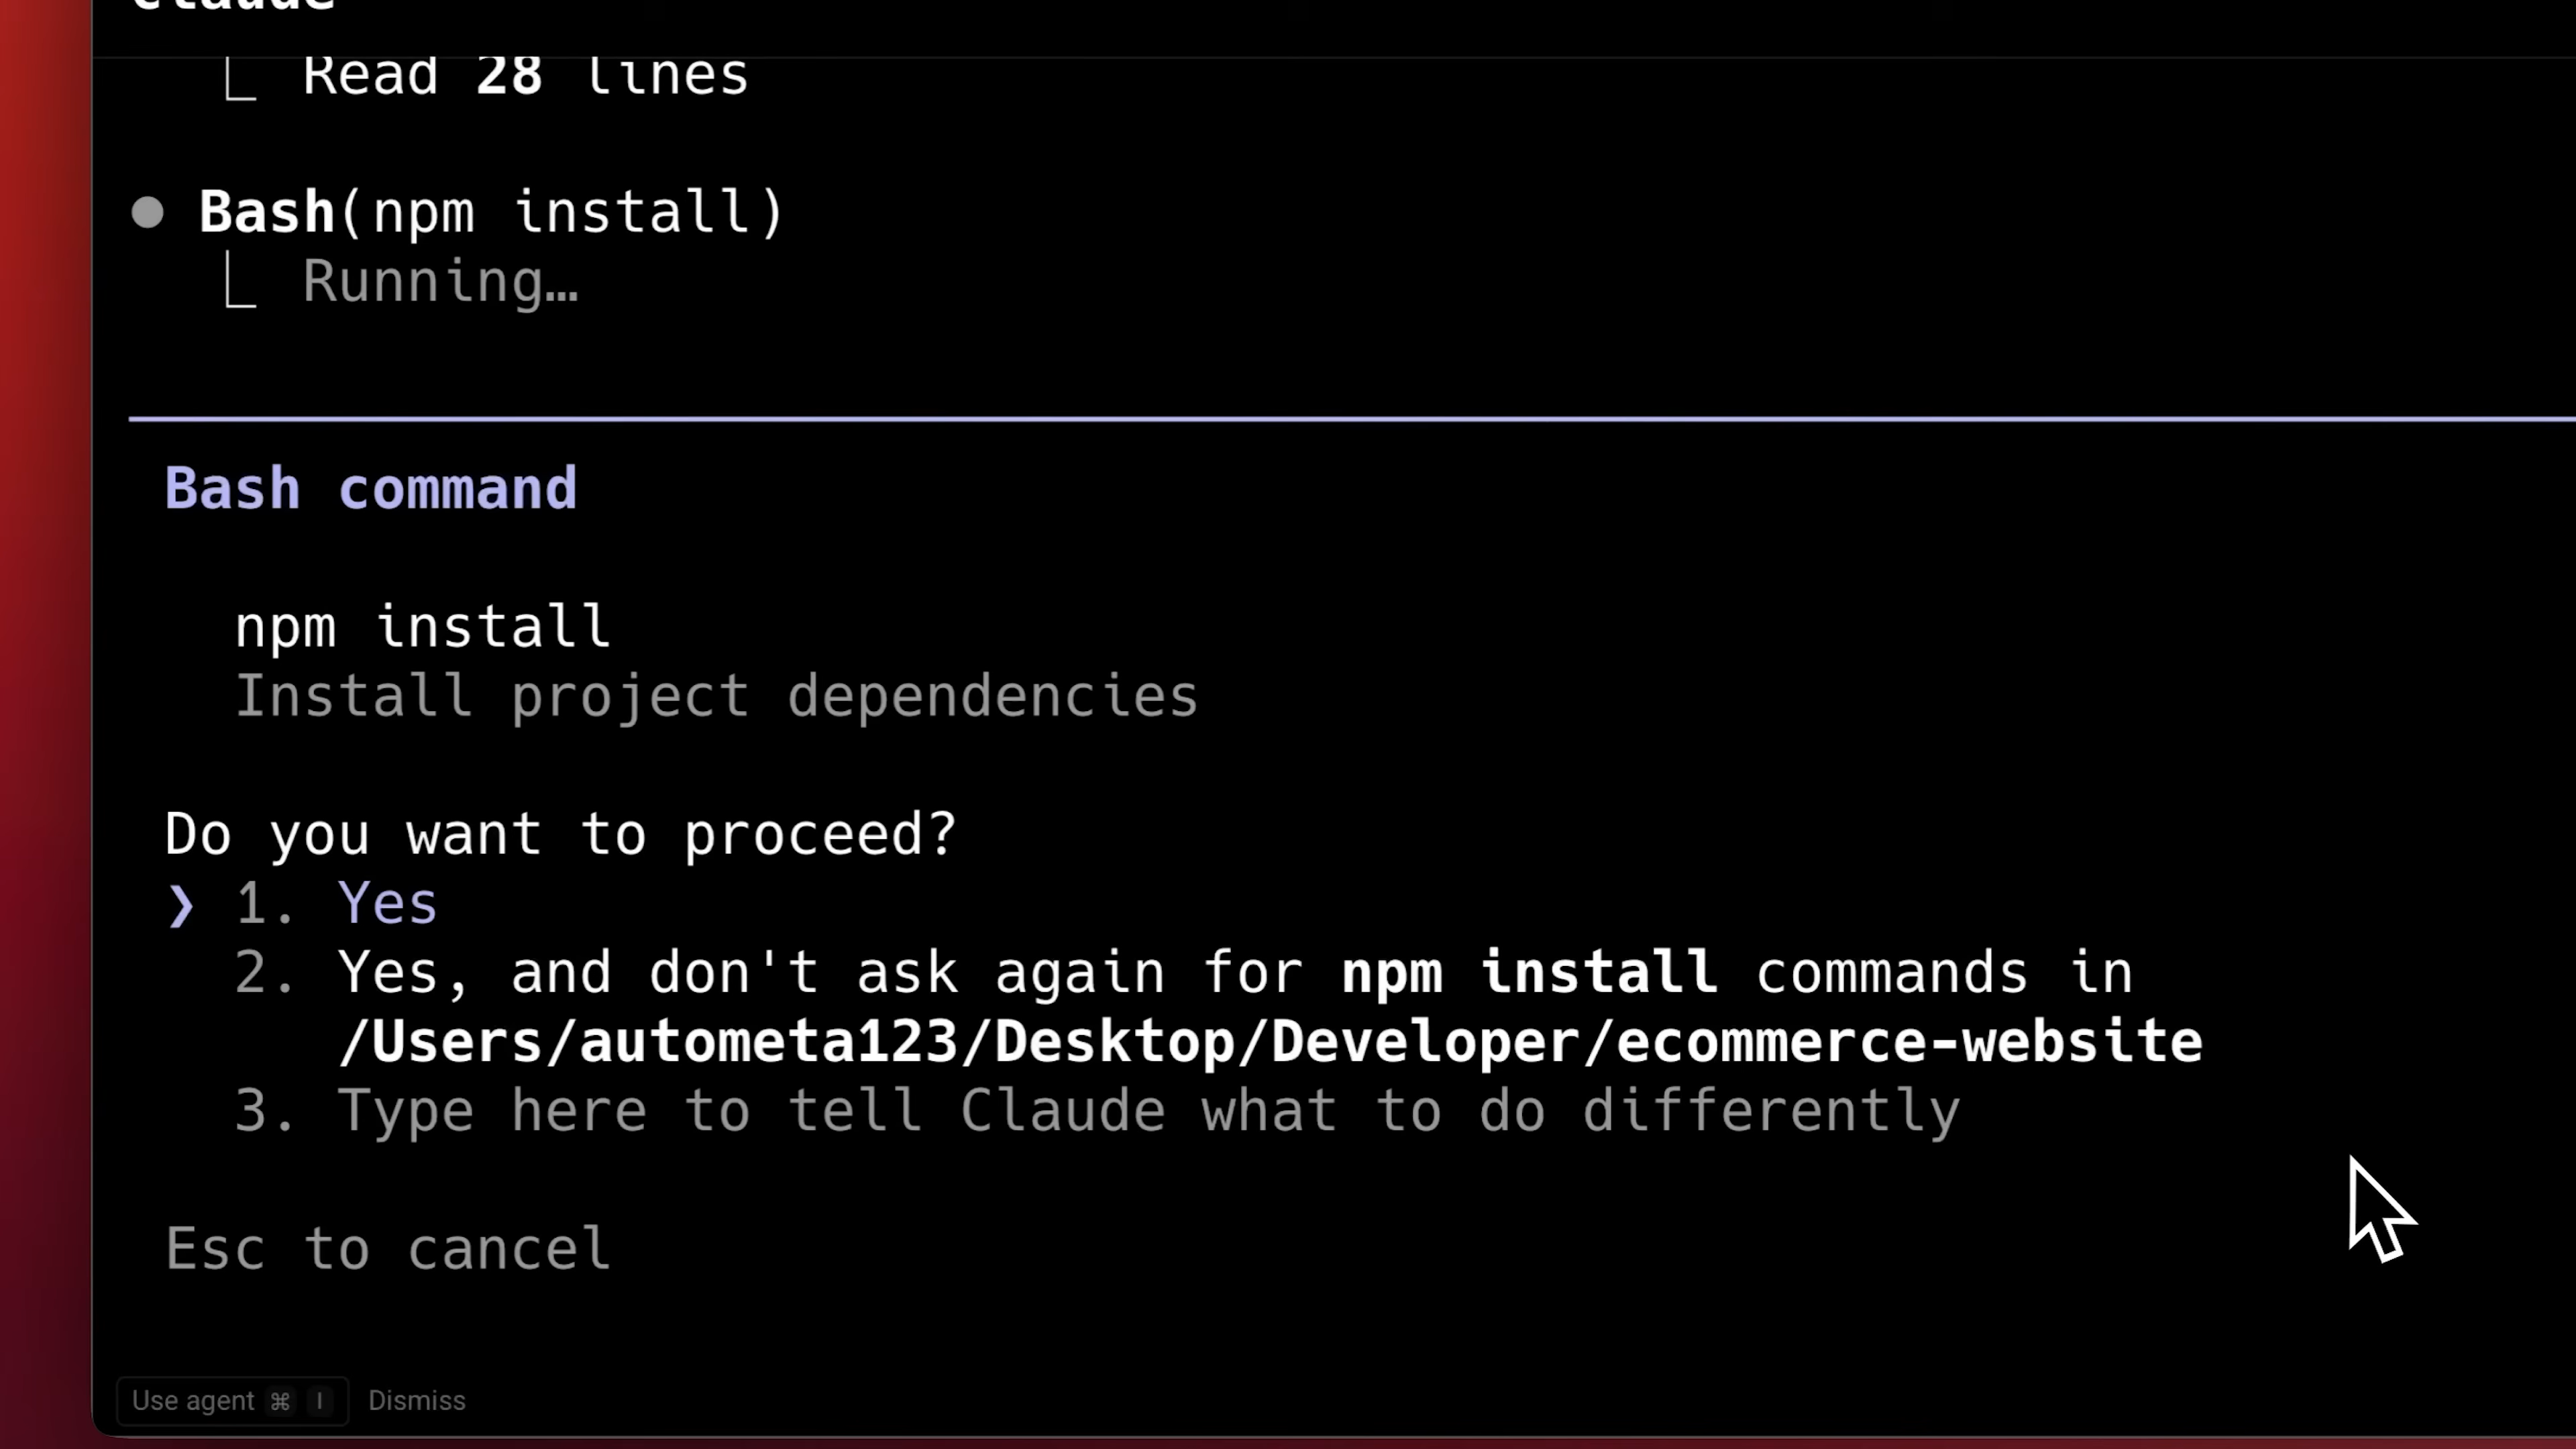 claude
Read 28 lines
Bash(npm install)
Running…
Bash command
npm install
Install project dependencies
Do you want to proceed?
❯ 1. Yes
2. Yes, and don't ask again for npm install commands in
/Users/autometa123/Desktop/Developer/ecommerce-website
3. Type here to tell Claude what to do differently
Esc to cancel
Use agent ⌘ I Dismiss